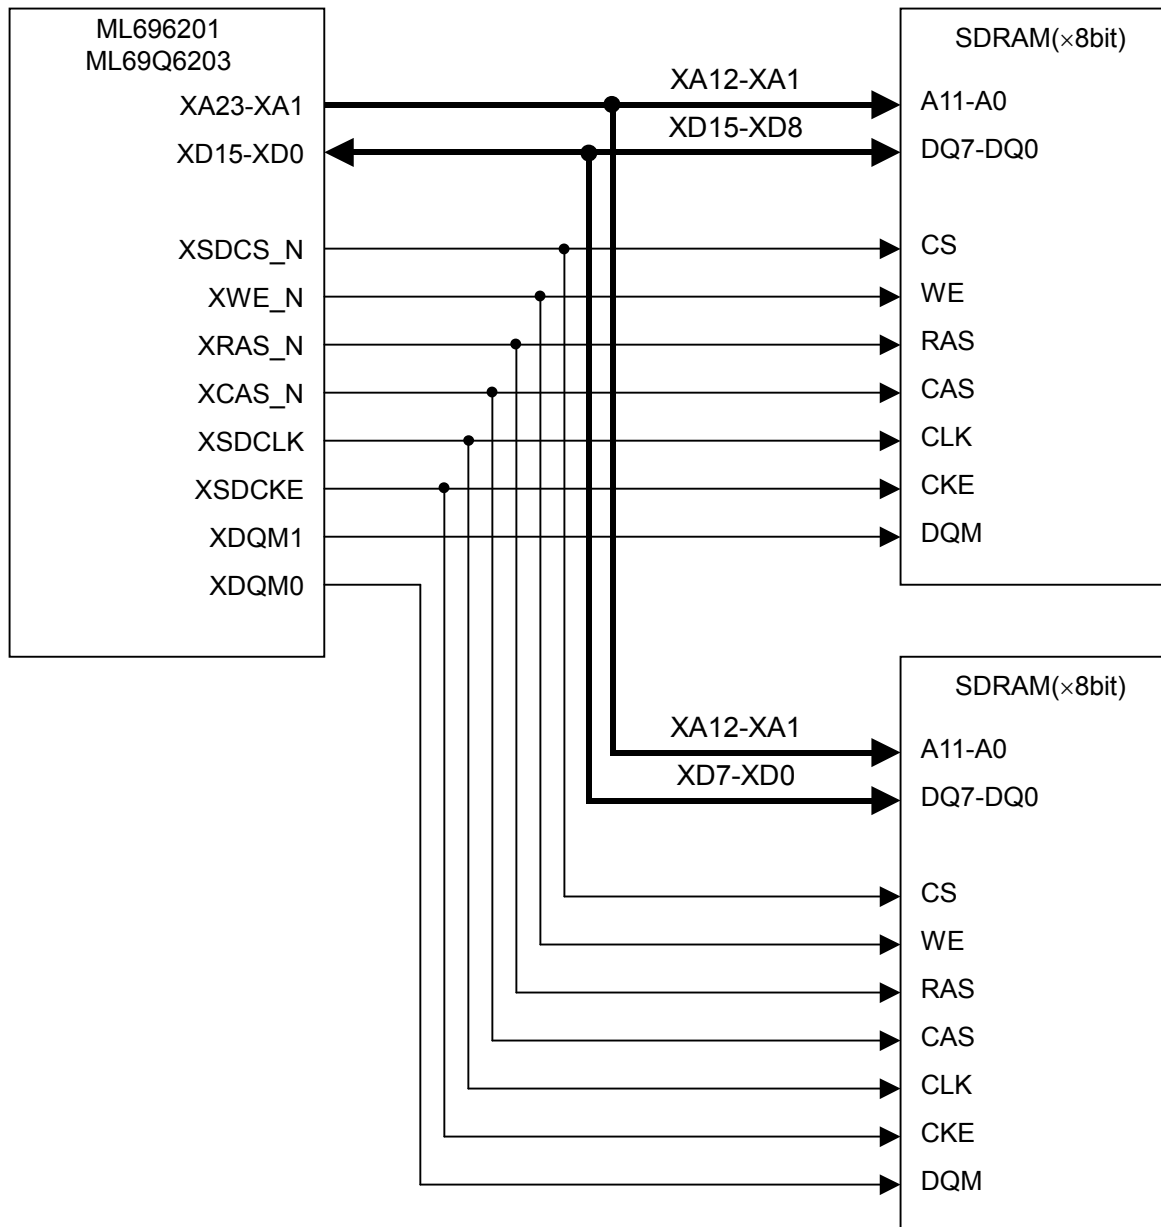 ML696201
ML69Q6203
XA23-XA1
XD15-XD0
XSDCS_N
XWE_N
XRAS_N
XCAS_N
XSDCLK
XSDCKE
XDQM1
XDQM0
XA12-XA1
XD15-XD8
SDRAM(×8bit)
A11-A0
DQ7-DQ0
CS
WE
RAS
CAS
CLK
CKE
DQM
XA12-XA1
XD7-XD0
SDRAM(×8bit)
A11-A0
DQ7-DQ0
CS
WE
RAS
CAS
CLK
CKE
DQM